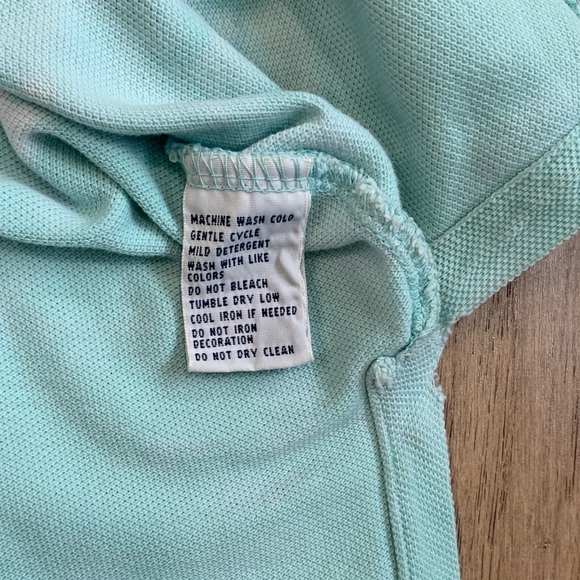 MACHINE WASH COLD
GENTLE CYCLE
MILD DETERGENT
WASH WITH LIKE
COLORS
DO NOT BLEACH
TUMBLE DRY LOW
COOL IRON IF NEEDED
DO NOT IRON
DECORATION
DO NOT DRY CLEAN